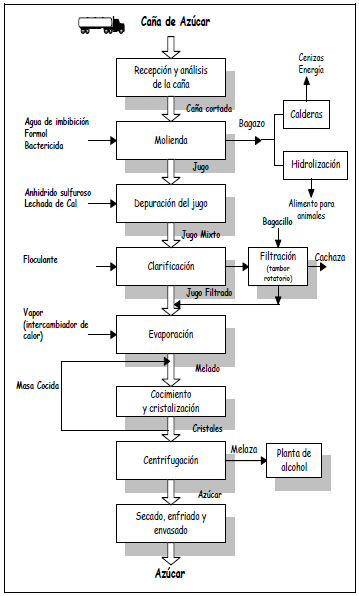 Caña de Azúcar
Recepción y análisis
de la caña
Cenizas
Energía
Caña cortada
Agua de imbibición
Formol
Bactericida
Molienda
Bagazo
Calderas
Hidrolización
Jugo
Alimento para
animales
Anhidrido sulfuroso
Lechada de Cal
Depuración del jugo
Jugo Mixto
Bagacillo
Floculante
Clarificación
Filtración
(tambor
rotatorio)
Cachaza
Jugo Filtrado
Vapor
(intercambiador de
calor)
Evaporación
Melado
Masa Cocida
Cocimiento
y cristalización
Cristales
Centrifugación
Melaza
Planta de
alcohol
Azúcar
Secado, enfriado y
envasado
Azúcar